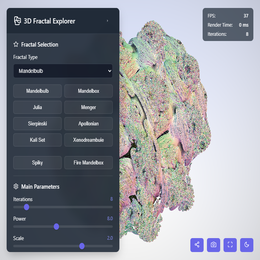 3D Fractal Explorer
Fractal Selection
Fractal Type
Mandelbulb
Mandelbulb Mandelbox
Julia Menger
Sierpinski Apollonian
Kali Set Xenodreambuie
Spiky Fire Mandelbox
Main Parameters
Iterations 8
Power 8.0
Scale 2.0
FPS: 37
Render Time: 0 ms
Iterations: 8